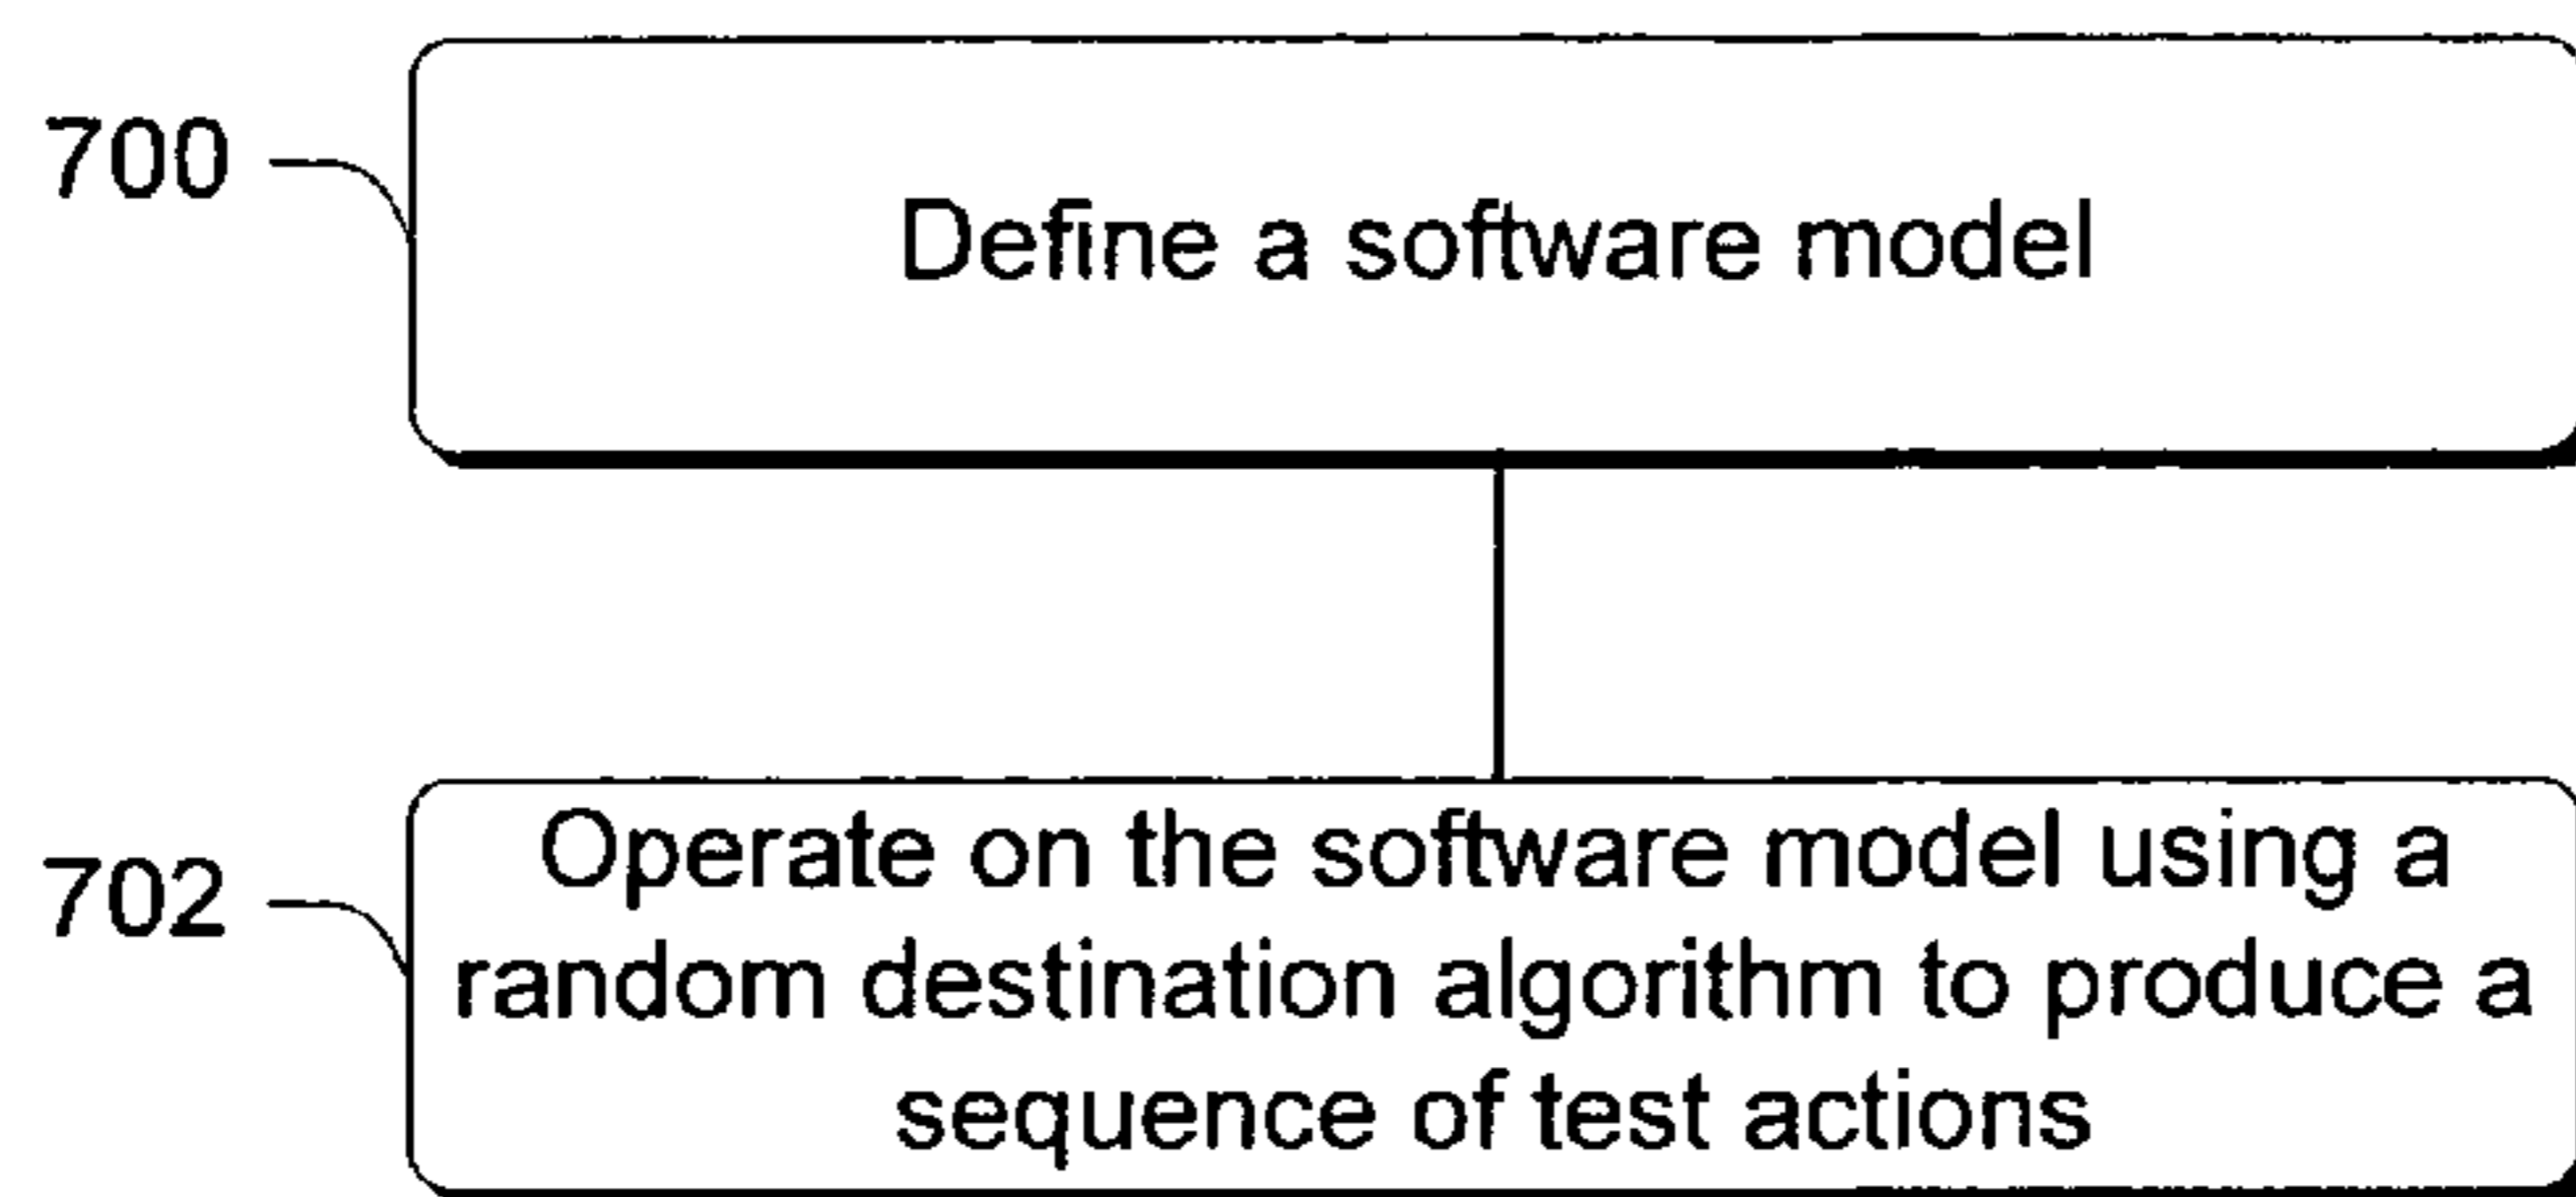 700
Define a software model
702
Operate on the software model using a
random destination algorithm to produce a
sequence of test actions